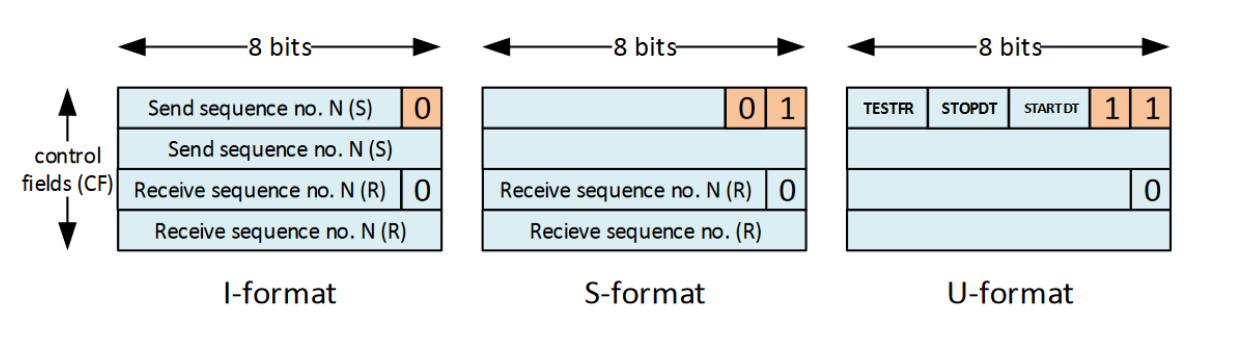 8 bits 8 bits 8 bits
Send sequence no. N (S) 0 0 1 TESTFR STOPDT STARTDT 1 1
Send sequence no. N (S)
control
fields (CF)
Receive sequence no. N (R) 0 Receive sequence no. N (R) 0 0
Receive sequence no. N (R) Recieve sequence no. (R)
I-format S-format U-format